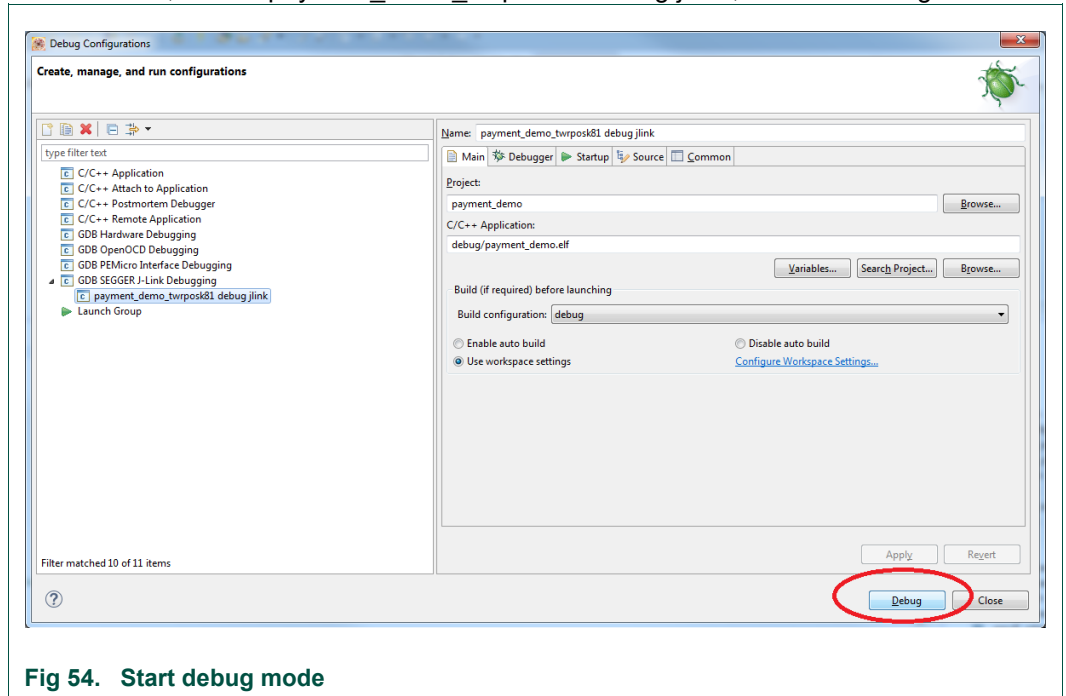 Debug Configurations
Create, manage, and run configurations
type filter text
C/C++ Application
C/C++ Attach to Application
C/C++ Postmortem Debugger
C/C++ Remote Application
GDB Hardware Debugging
GDB OpenOCD Debugging
GDB PEMicro Interface Debugging
GDB SEGGER J-Link Debugging
payment_demo_twrposk81 debug jlink
Launch Group
Filter matched 10 of 11 items
Name: payment_demo_twrposk81 debug jlink
Main Debugger Startup Source Common
Project:
payment_demo Browse...
C/C++ Application:
debug/payment_demo.elf
Variables... Search Project... Browse...
Build (if required) before launching
Build configuration: debug
Enable auto build Disable auto build
Use workspace settings Configure Workspace Settings...
Apply Revert
Debug Close
Fig 54. Start debug mode